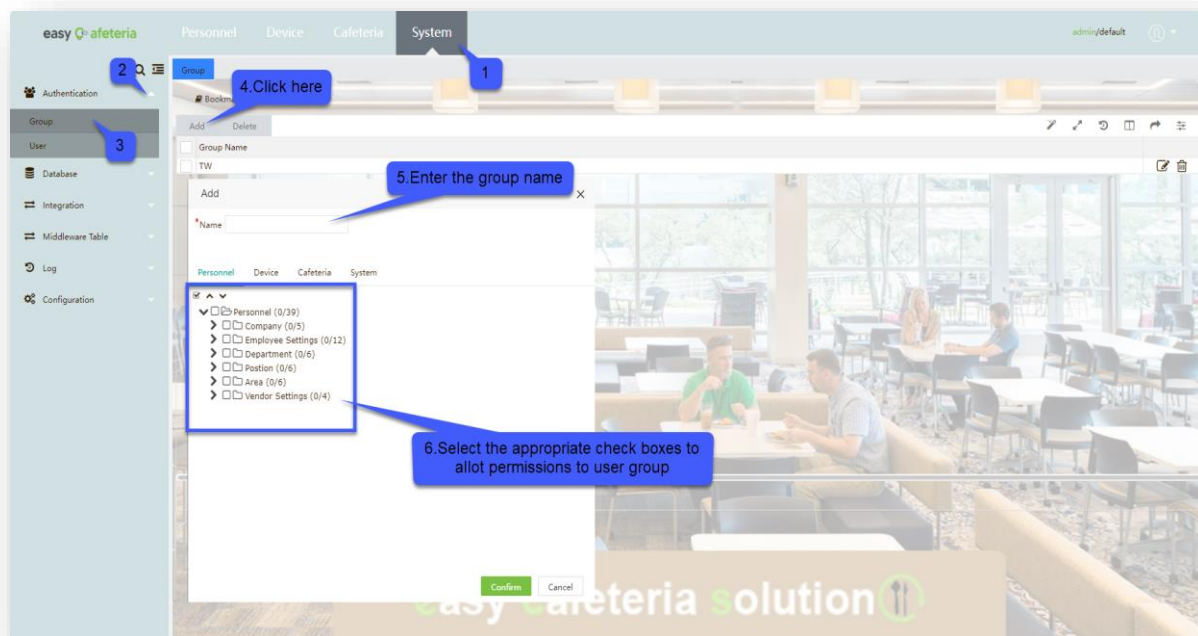 easy Cafeteria
Personnel
Device
Cafeteria
System
admin/default
1
2
Group
4.Click here
Authentication
Bookma
Group
3
Add
Delete
User
Group Name
TW
Database
Add
5.Enter the group name
Integration
*Name
Middleware Table
Log
Personnel
Device
Cafeteria
System
Configuration
Personnel (0/39)
Company (0/5)
Employee Settings (0/12)
Department (0/6)
Postion (0/6)
Area (0/6)
Vendor Settings (0/4)
6.Select the appropriate check boxes to
allot permissions to user group
Confirm
Cancel
easy cafeteria solution